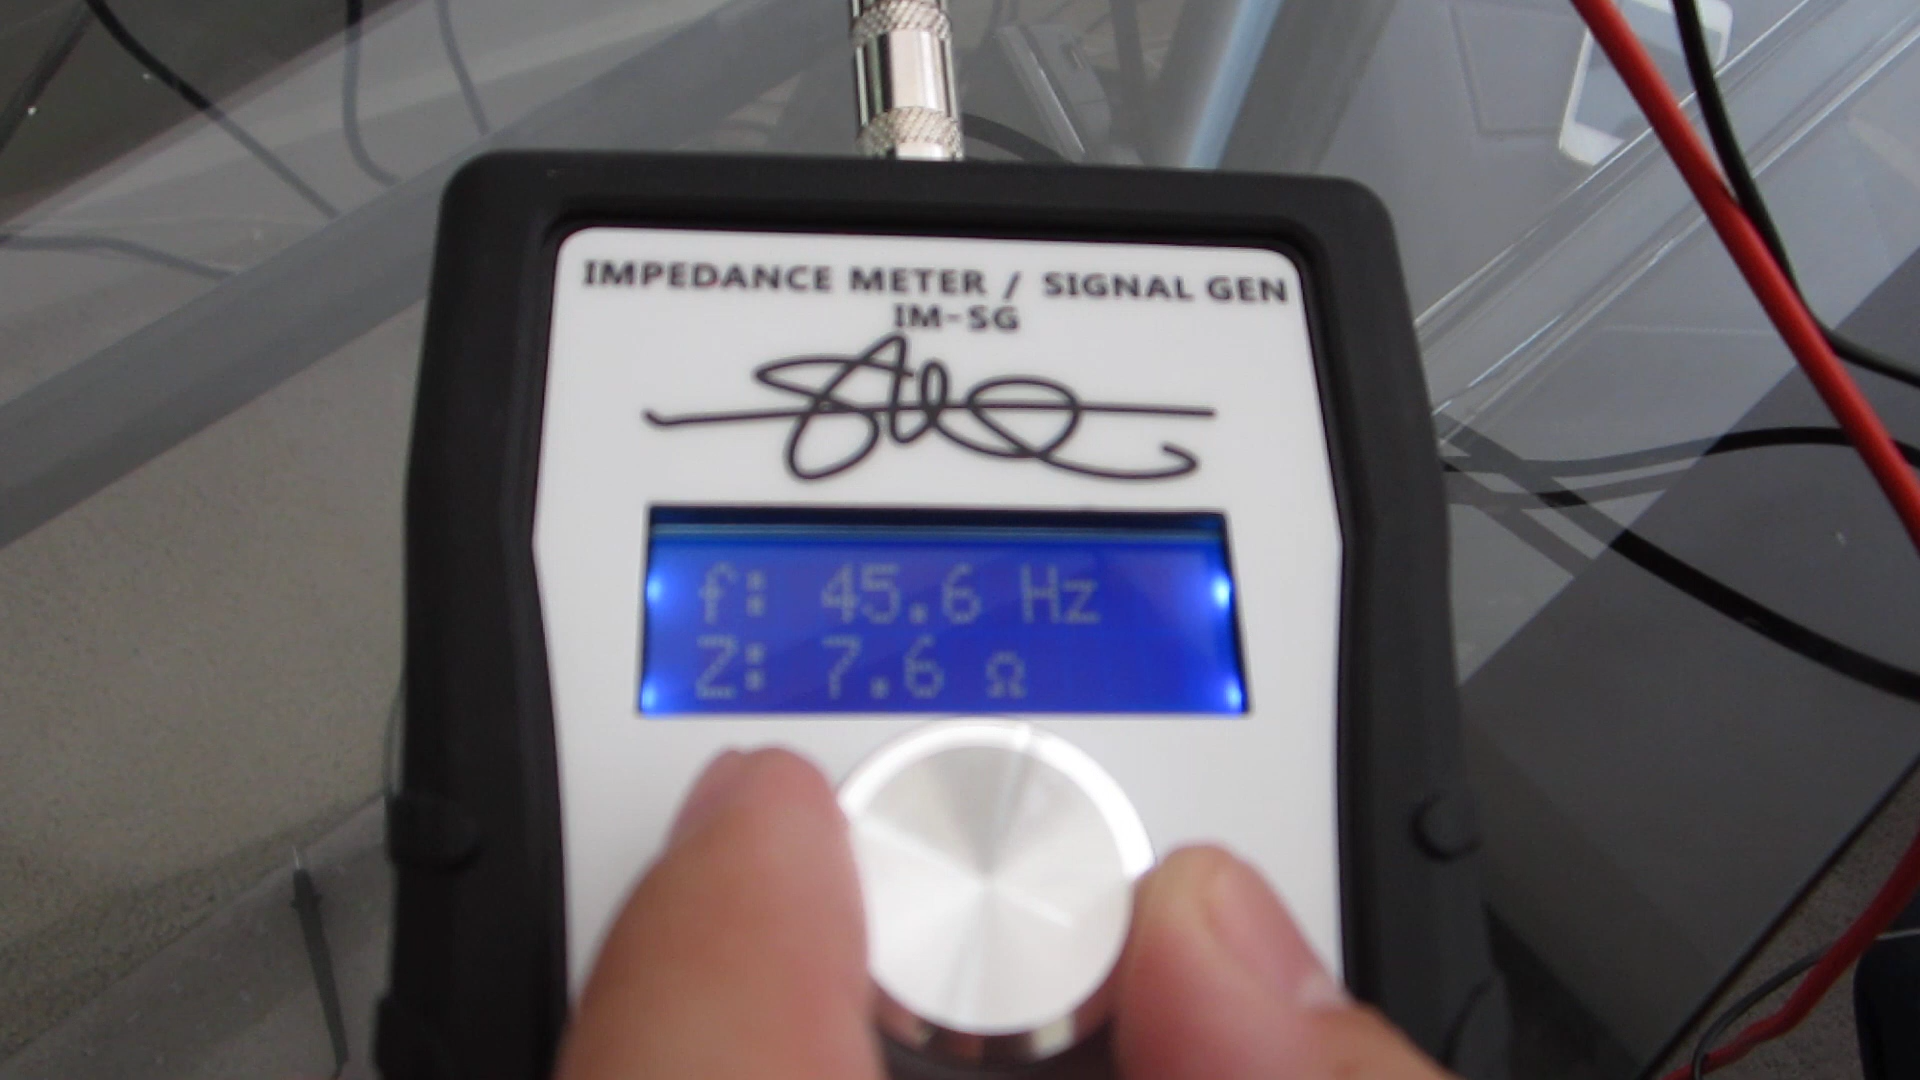 IMPEDANCE METER / SIGNAL GEN
IM-SG
f: 45.6 Hz
Z: 7.6 Ω